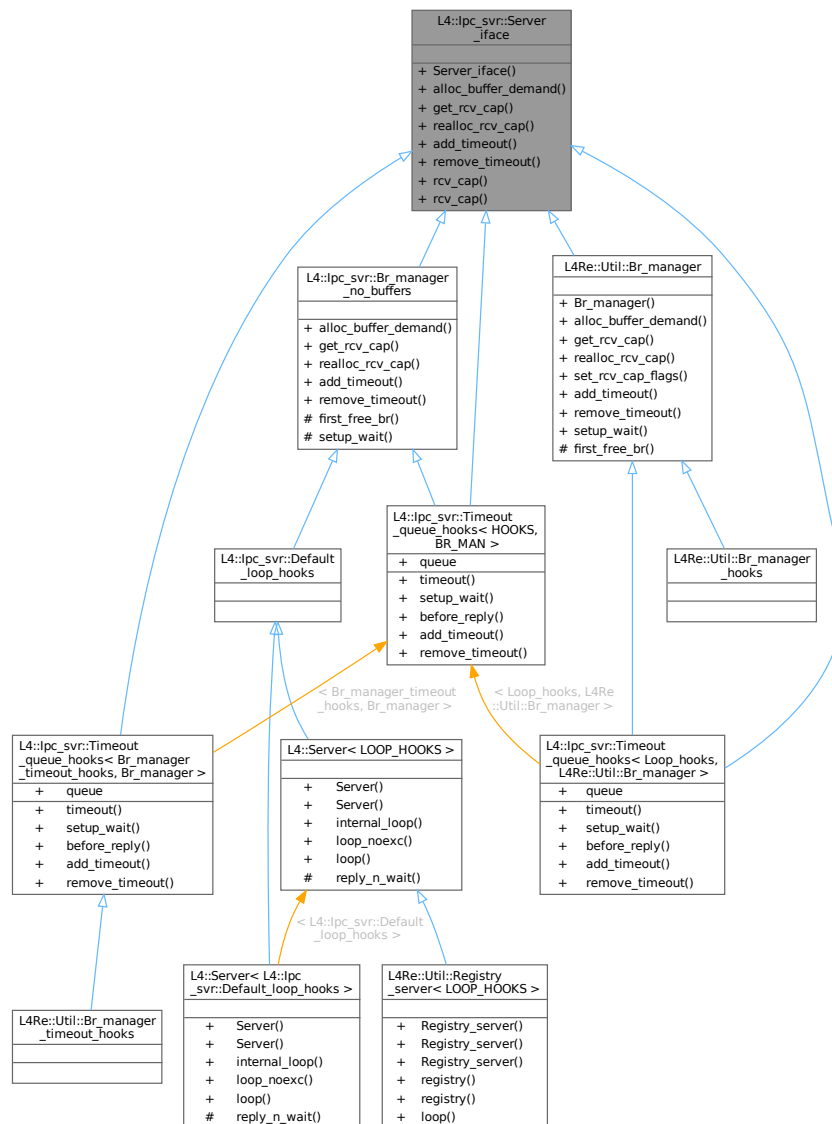 L4::Ipc_svr::Server
_iface
+ Server_iface()
+ alloc_buffer_demand()
+ get_rcv_cap()
+ realloc_rcv_cap()
+ add_timeout()
+ remove_timeout()
+ rcv_cap()
+ rcv_cap()
L4::Ipc_svr::Br_manager
_no_buffers
+ alloc_buffer_demand()
+ get_rcv_cap()
+ realloc_rcv_cap()
+ add_timeout()
+ remove_timeout()
# first_free_br()
# setup_wait()
L4Re::Util::Br_manager
+ Br_manager()
+ alloc_buffer_demand()
+ get_rcv_cap()
+ realloc_rcv_cap()
+ set_rcv_cap_flags()
+ add_timeout()
+ remove_timeout()
+ setup_wait()
# first_free_br()
L4::Ipc_svr::Default
_loop_hooks
L4::Ipc_svr::Timeout
_queue_hooks< HOOKS,
BR_MAN >
+ queue
+ timeout()
+ setup_wait()
+ before_reply()
+ add_timeout()
+ remove_timeout()
L4Re::Util::Br_manager
_hooks
< Br_manager_timeout
_hooks, Br_manager >
< Loop_hooks, L4Re
::Util::Br_manager >
L4::Ipc_svr::Timeout
_queue_hooks< Br_manager
_timeout_hooks, Br_manager >
+ queue
+ timeout()
+ setup_wait()
+ before_reply()
+ add_timeout()
+ remove_timeout()
L4::Server< LOOP_HOOKS >
+ Server()
+ Server()
+ internal_loop()
+ loop_noexc()
+ loop()
# reply_n_wait()
L4::Ipc_svr::Timeout
_queue_hooks< Loop_hooks,
L4Re::Util::Br_manager >
+ queue
+ timeout()
+ setup_wait()
+ before_reply()
+ add_timeout()
+ remove_timeout()
< L4::Ipc_svr::Default
_loop_hooks >
L4Re::Util::Br_manager
_timeout_hooks
L4::Server< L4::Ipc
_svr::Default_loop_hooks >
+ Server()
+ Server()
+ internal_loop()
+ loop_noexc()
+ loop()
# reply_n_wait()
L4Re::Util::Registry
_server< LOOP_HOOKS >
+ Registry_server()
+ Registry_server()
+ Registry_server()
+ registry()
+ registry()
+ loop()